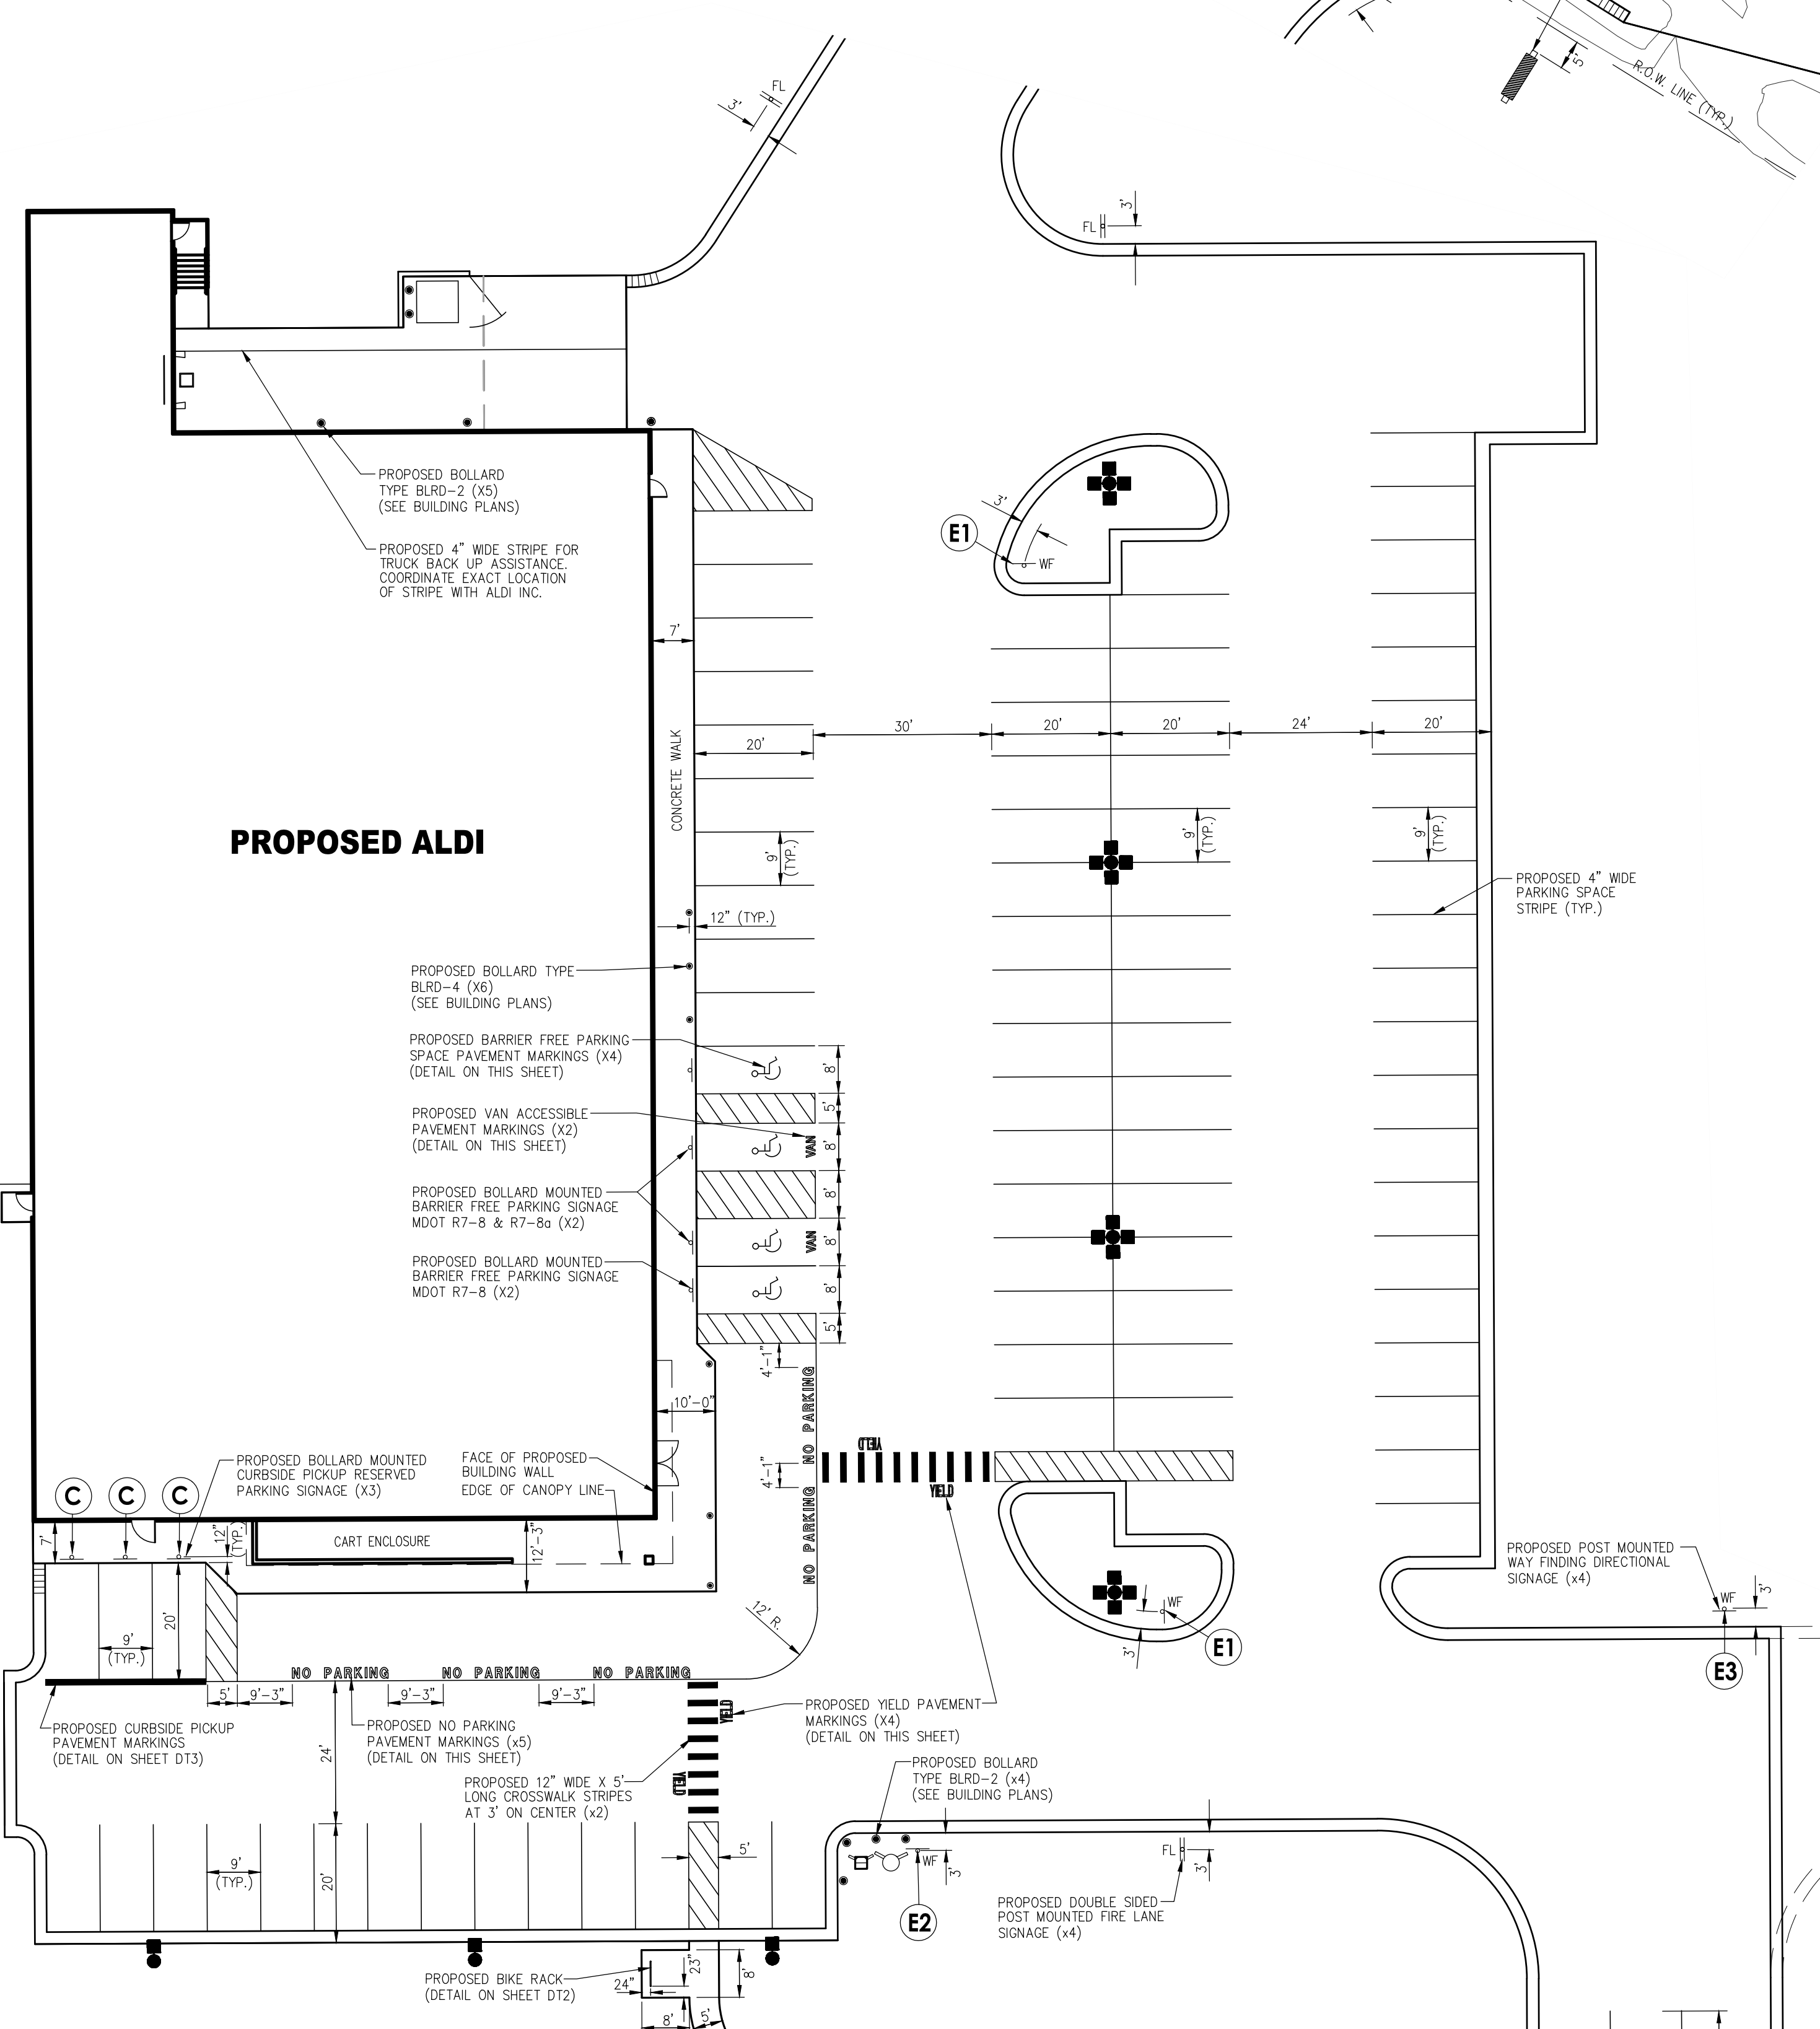 FL
3'
5'
R.O.W. LINE (TYP.)
3'
FL
PROPOSED BOLLARD
TYPE BLRD-2 (X5)
(SEE BUILDING PLANS)
3'
E1
WF
PROPOSED 4" WIDE STRIPE FOR
TRUCK BACK UP ASSISTANCE.
COORDINATE EXACT LOCATION
OF STRIPE WITH ALDI INC.
7'
CONCRETE WALK
20'
30'
20'
20'
24'
20'
PROPOSED ALDI
9'
(TYP.)
9'
(TYP.)
9'
(TYP.)
PROPOSED 4" WIDE
PARKING SPACE
STRIPE (TYP.)
12" (TYP.)
PROPOSED BOLLARD TYPE
BLRD-4 (X6)
(SEE BUILDING PLANS)
PROPOSED BARRIER FREE PARKING
SPACE PAVEMENT MARKINGS (X4)
(DETAIL ON THIS SHEET)
8'
5'
PROPOSED VAN ACCESSIBLE
PAVEMENT MARKINGS (X2)
(DETAIL ON THIS SHEET)
VAN
8'
8'
PROPOSED BOLLARD MOUNTED
BARRIER FREE PARKING SIGNAGE
MDOT R7-8 & R7-8a (X2)
VAN
8'
PROPOSED BOLLARD MOUNTED
BARRIER FREE PARKING SIGNAGE
MDOT R7-8 (X2)
8'
5'
4'-1"
NO PARKING
10'-0"
4'-1"
NO PARKING
YIELD
YIELD
PROPOSED BOLLARD MOUNTED
CURBSIDE PICKUP RESERVED
PARKING SIGNAGE (X3)
FACE OF PROPOSED
BUILDING WALL
EDGE OF CANOPY LINE
C
C
C
7'
12"
(TYP.)
CART ENCLOSURE
12'-3"
PROPOSED POST MOUNTED
WAY FINDING DIRECTIONAL
SIGNAGE (x4)
WF
3'
E3
WF
3'
E1
9'
(TYP.)
20'
12' R.
NO PARKING
NO PARKING
NO PARKING
5'
9'-3"
9'-3"
9'-3"
YIELD
PROPOSED CURBSIDE PICKUP
PAVEMENT MARKINGS
(DETAIL ON SHEET DT3)
24'
PROPOSED NO PARKING
PAVEMENT MARKINGS (x5)
(DETAIL ON THIS SHEET)
PROPOSED YIELD PAVEMENT
MARKINGS (X4)
(DETAIL ON THIS SHEET)
YIELD
PROPOSED 12" WIDE X 5'
LONG CROSSWALK STRIPES
AT 3' ON CENTER (x2)
PROPOSED BOLLARD
TYPE BLRD-2 (x4)
(SEE BUILDING PLANS)
9'
(TYP.)
20'
5'
WF
3'
FL
3'
E2
PROPOSED DOUBLE SIDED
POST MOUNTED FIRE LANE
SIGNAGE (x4)
PROPOSED BIKE RACK
(DETAIL ON SHEET DT2)
24"
23"
8'
8'
5'